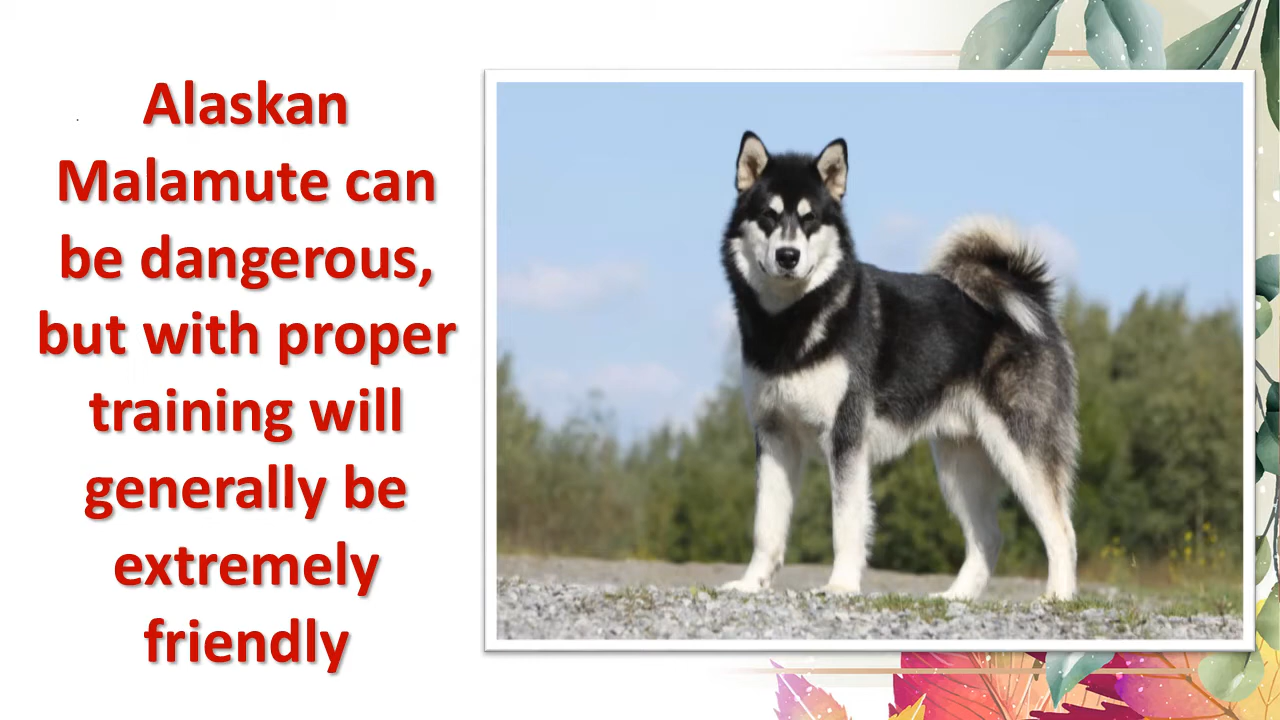 Alaskan
Malamute can
be dangerous,
but with proper
training will
generally be
extremely
friendly